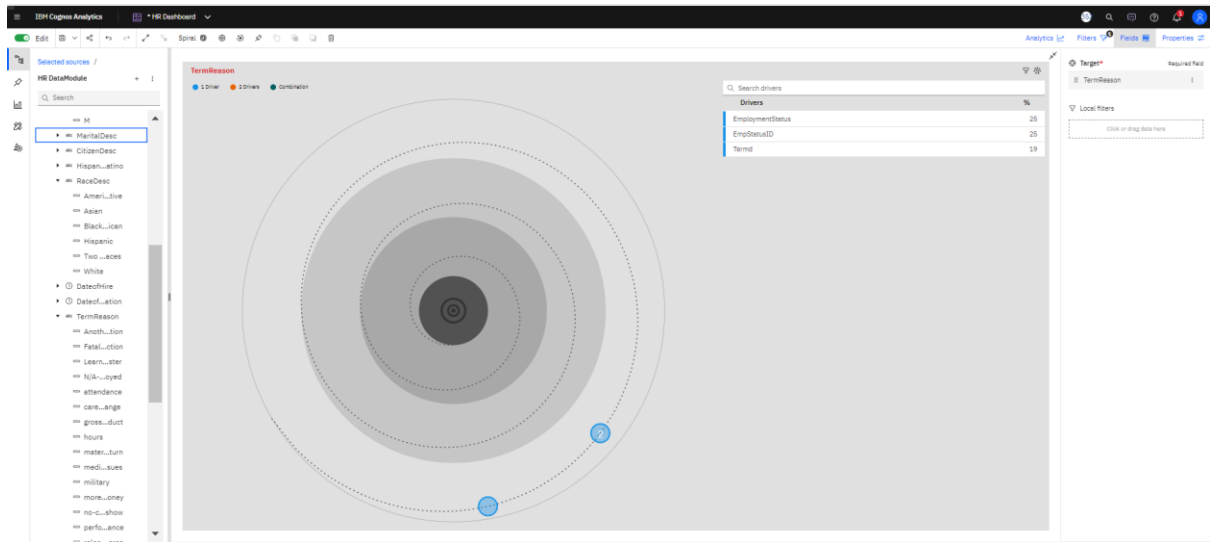 IBM Cognos Analytics
* HR Dashboard
Edit
Spiral
Analytics
Filters
Fields
Properties
Selected sources /
HR DataModule
Search
M
MaritalDesc
CitizenDesc
Hispan...atino
RaceDesc
Ameri...tive
Asian
Black...ican
Hispanic
Two ...aces
White
DateofHire
Dateof...ation
TermReason
Anoth...tion
Fatal...ction
Learn...ster
N/A-...oyed
attendance
care...ange
gross...duct
hours
mater...turn
medi...sues
military
more...oney
no-c...show
perfo...ance
TermReason
1 Driver
2 Drivers
Combination
2
Search drivers
Drivers %
EmploymentStatus 25
EmpStatusID 25
Termd 19
Target* Required field
TermReason
Local filters
Click or drag data here